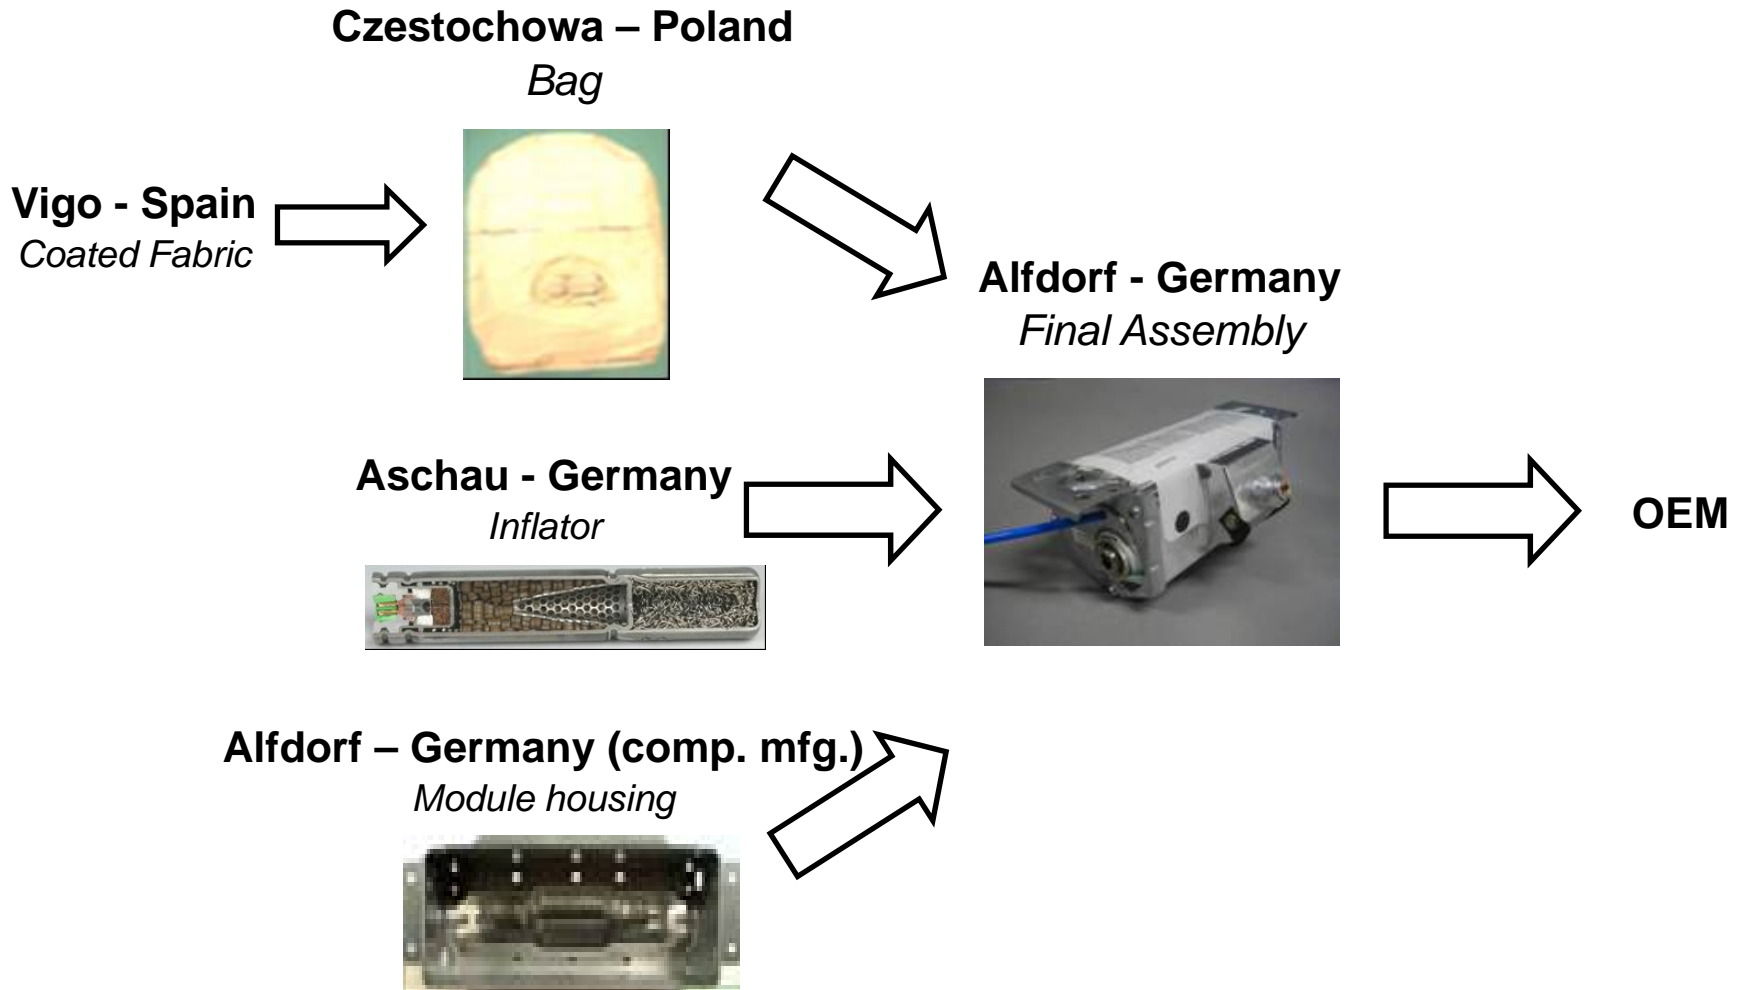 Czestochowa – Poland
Bag
Vigo - Spain
Coated Fabric
Alfdorf - Germany
Final Assembly
Aschau - Germany
Inflator
OEM
Alfdorf – Germany (comp. mfg.)
Module housing